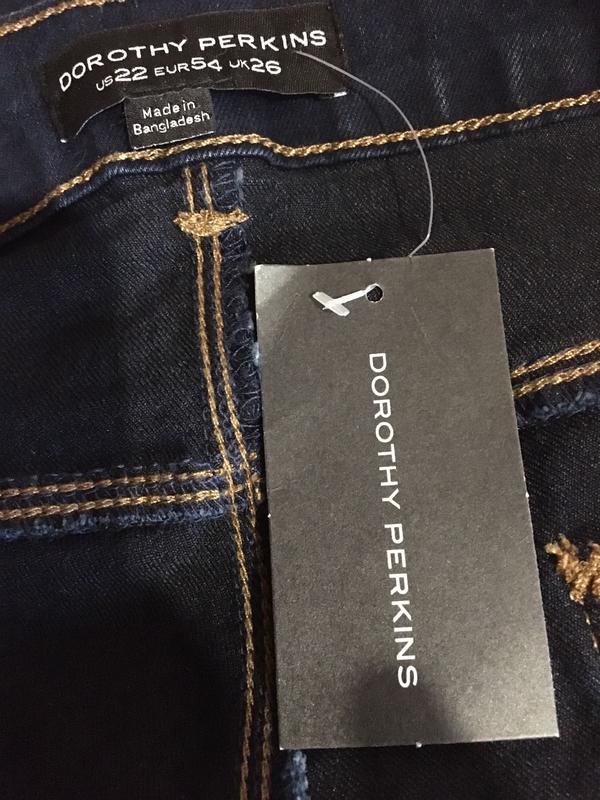 DOROTHY PERKINS
US22 EUR54 UK26
Made in
Bangladesh
DOROTHY PERKINS